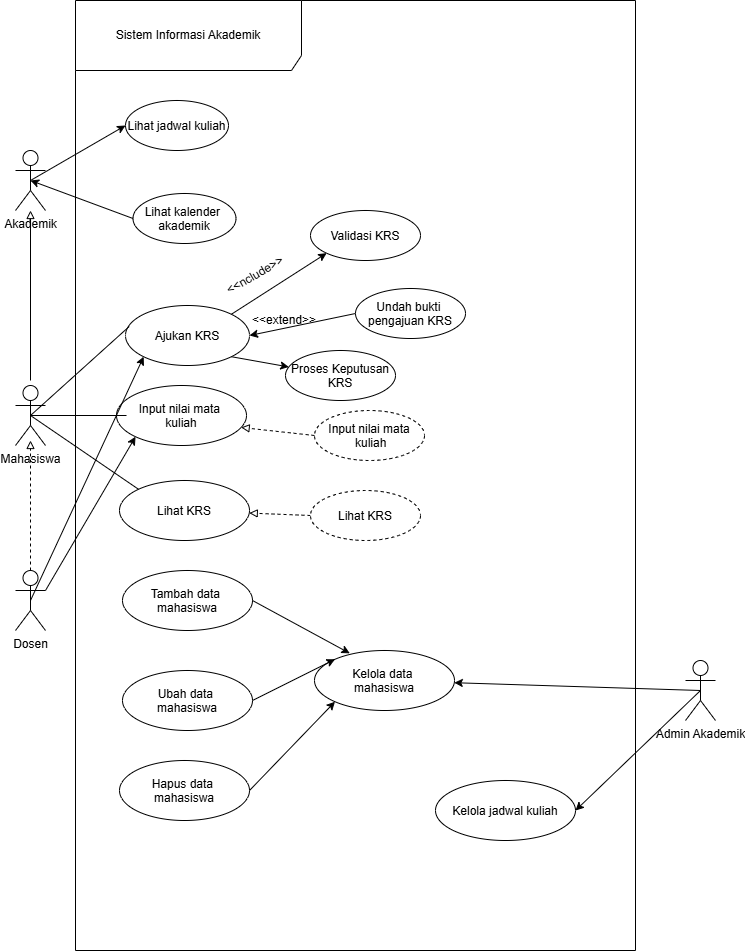 Sistem Informasi Akademik
Lihat jadwal kuliah
Akademik
Lihat kalender
akademik
Validasi KRS
<<nclude>>
Undah bukti
pengajuan KRS
<<extend>>
Ajukan KRS
Proses Keputusan
KRS
Mahasiswa
Input nilai mata
kuliah
Input nilai mata
kuliah
Lihat KRS
Lihat KRS
Dosen
Tambah data
mahasiswa
Kelola data
mahasiswa
Ubah data
mahasiswa
Admin Akademik
Hapus data
mahasiswa
Kelola jadwal kuliah